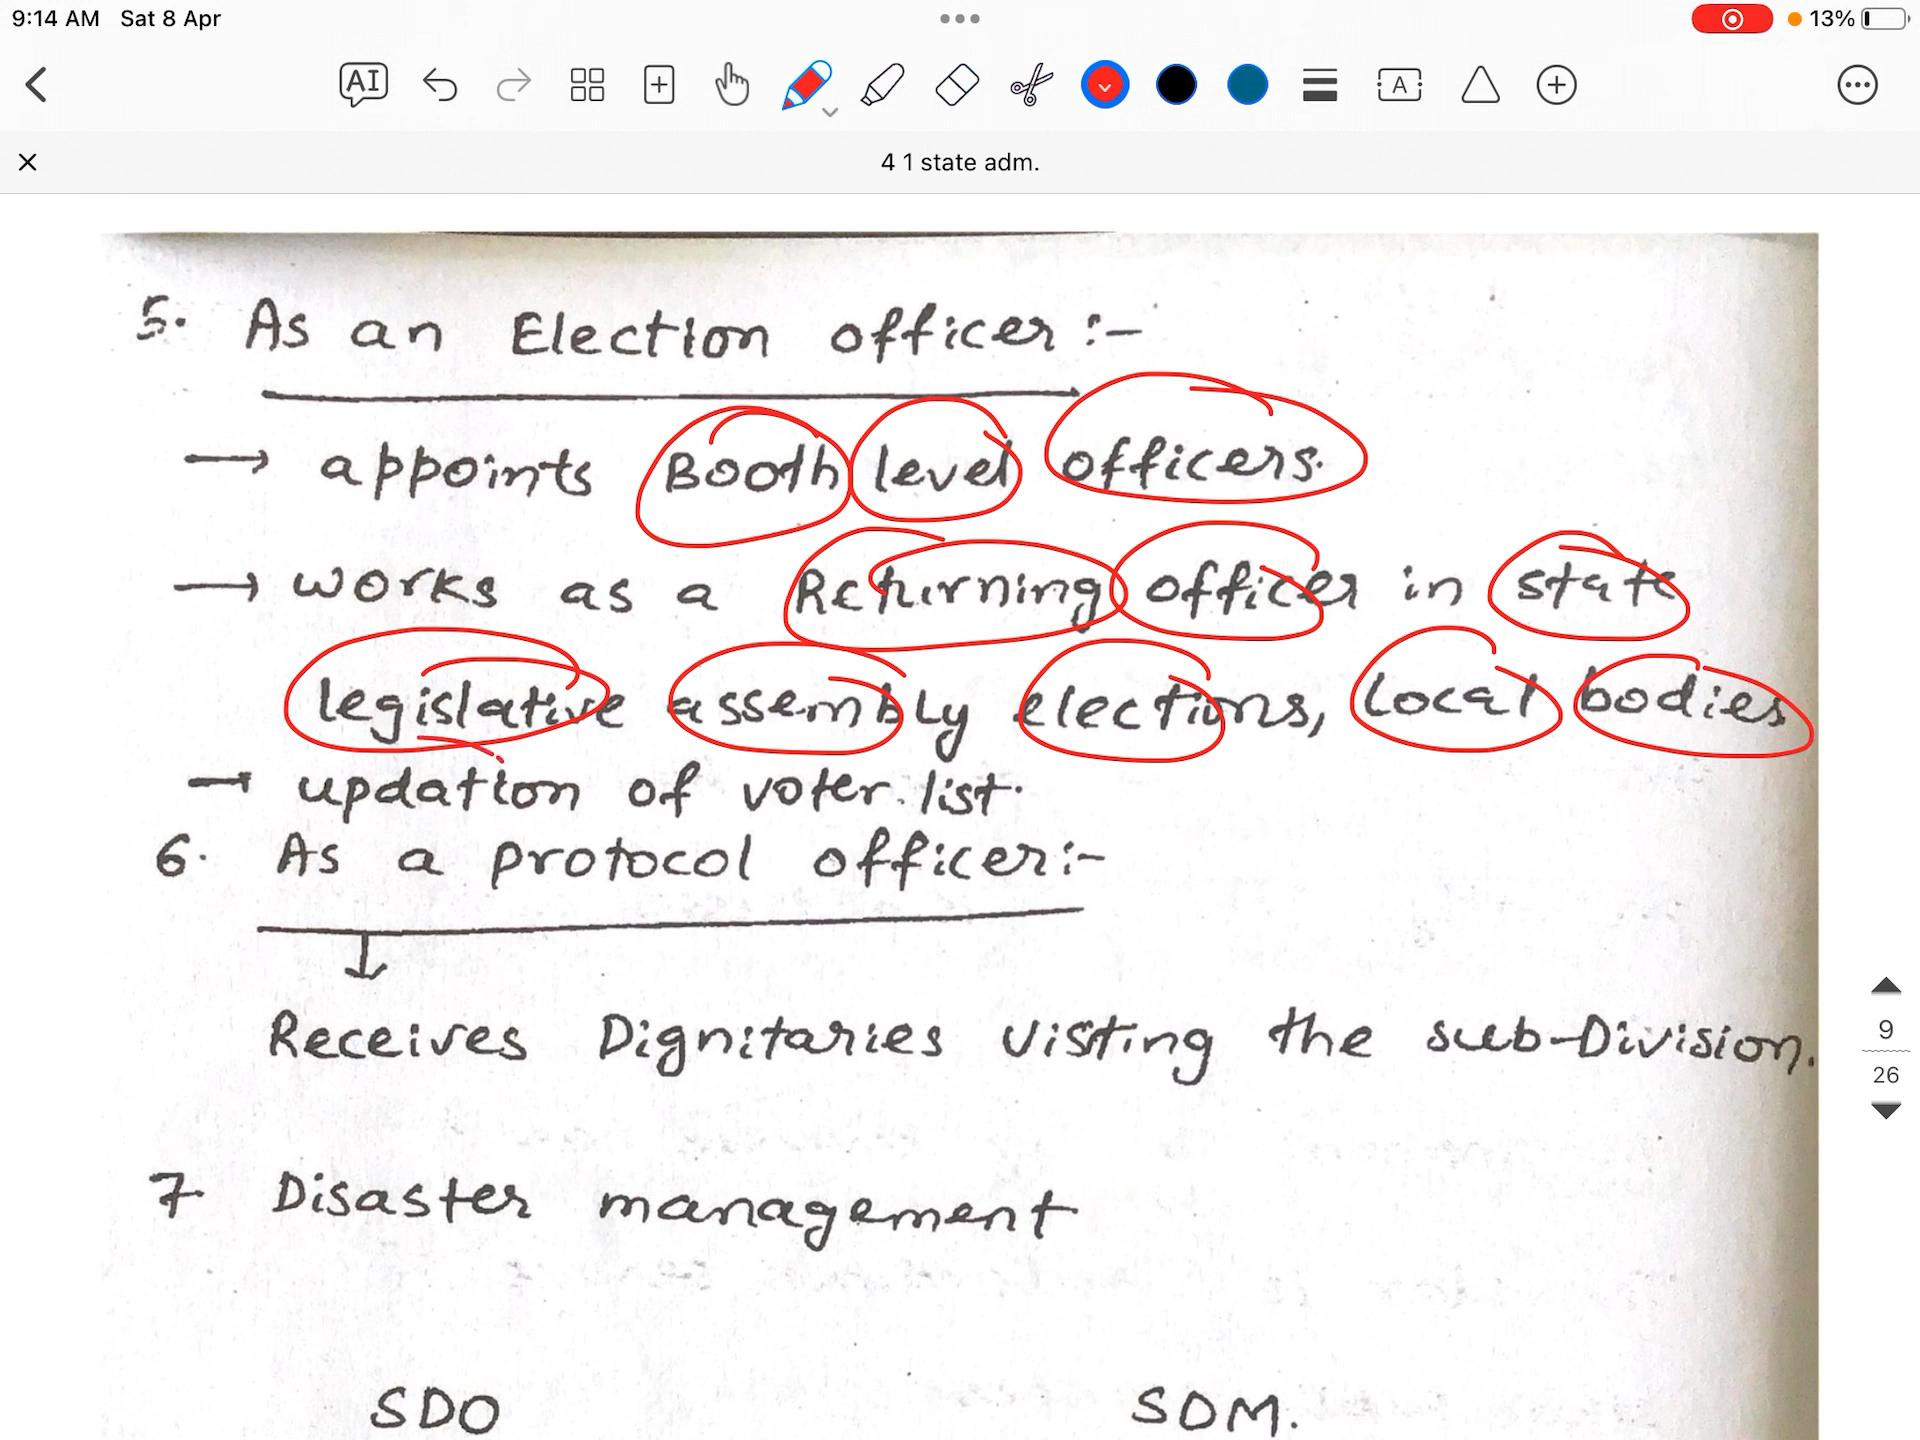 9:14 AM Sat 8 Apr
13%
AI
A
4 1 state adm.
5. As an Election officer :-
→ appoints Booth level officers.
→ works as a Returning officer in state
legislative assembly elections, Local bodies
→ updation of voter list.
6. As a protocol officer:-
↓
Receives Dignitaries visting the sub-Division.
9
26
7 Disaster management
SDO SDM.